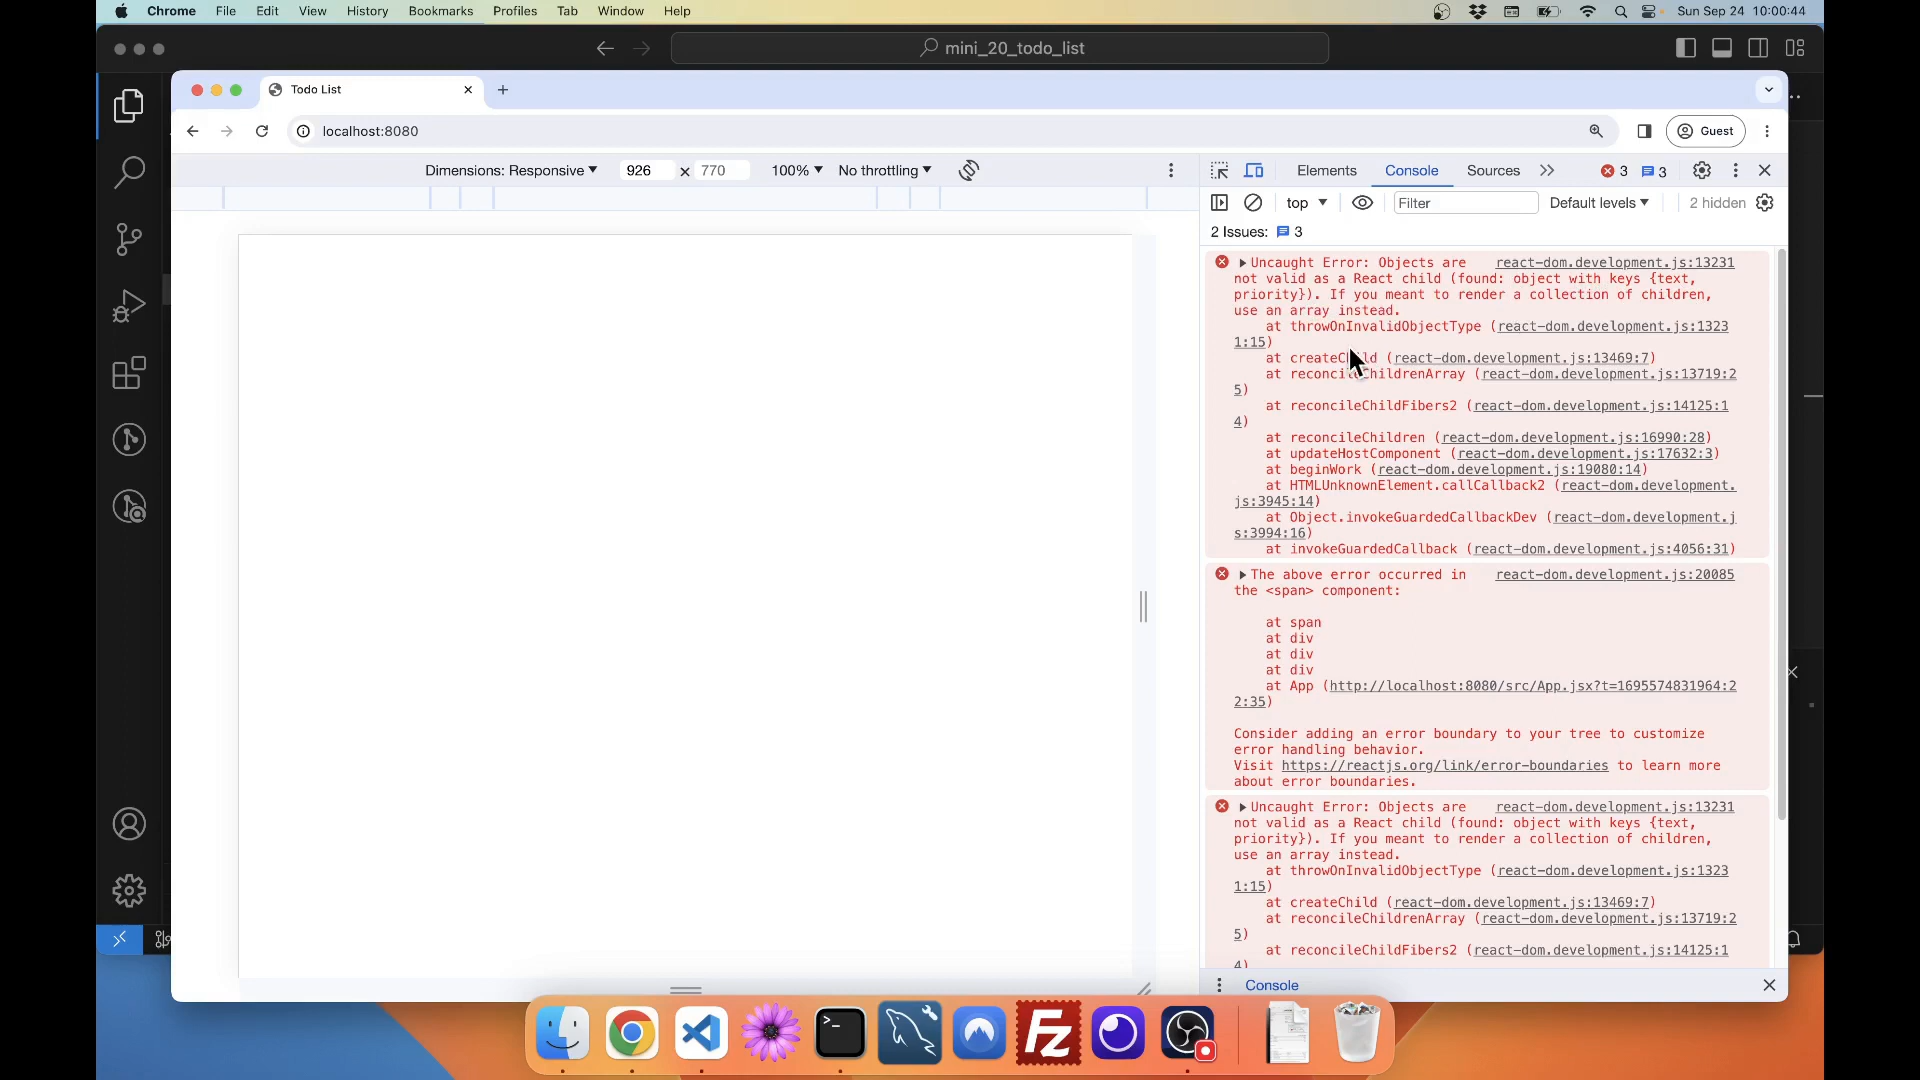 Chrome File Edit View History Bookmarks Profiles Tab Window Help Sun Sep 24 10:00:44
mini_20_todo_list
Todo List
localhost:8080 Guest
Dimensions: Responsive 926 × 770 100% No throttling
Elements Console Sources 3 3
top Filter Default levels 2 hidden
2 Issues: 3
Uncaught Error: Objects are react-dom.development.js:13231
not valid as a React child (found: object with keys {text,
priority}). If you meant to render a collection of children,
use an array instead.
at throwOnInvalidObjectType (react-dom.development.js:1323
1:15)
at createChild (react-dom.development.js:13469:7)
at reconcileChildrenArray (react-dom.development.js:13719:2
5)
at reconcileChildFibers2 (react-dom.development.js:14125:1
4)
at reconcileChildren (react-dom.development.js:16990:28)
at updateHostComponent (react-dom.development.js:17632:3)
at beginWork (react-dom.development.js:19080:14)
at HTMLUnknownElement.callCallback2 (react-dom.development.
js:3945:14)
at Object.invokeGuardedCallbackDev (react-dom.development.j
s:3994:16)
at invokeGuardedCallback (react-dom.development.js:4056:31)
The above error occurred in react-dom.development.js:20085
the <span> component:
at span
at div
at div
at div
at App (http://localhost:8080/src/App.jsx?t=1695574831964:2
2:35)
Consider adding an error boundary to your tree to customize
error handling behavior.
Visit https://reactjs.org/link/error-boundaries to learn more
about error boundaries.
Uncaught Error: Objects are react-dom.development.js:13231
not valid as a React child (found: object with keys {text,
priority}). If you meant to render a collection of children,
use an array instead.
at throwOnInvalidObjectType (react-dom.development.js:1323
1:15)
at createChild (react-dom.development.js:13469:7)
at reconcileChildrenArray (react-dom.development.js:13719:2
5)
at reconcileChildFibers2 (react-dom.development.js:14125:1
4)
Console
Fz